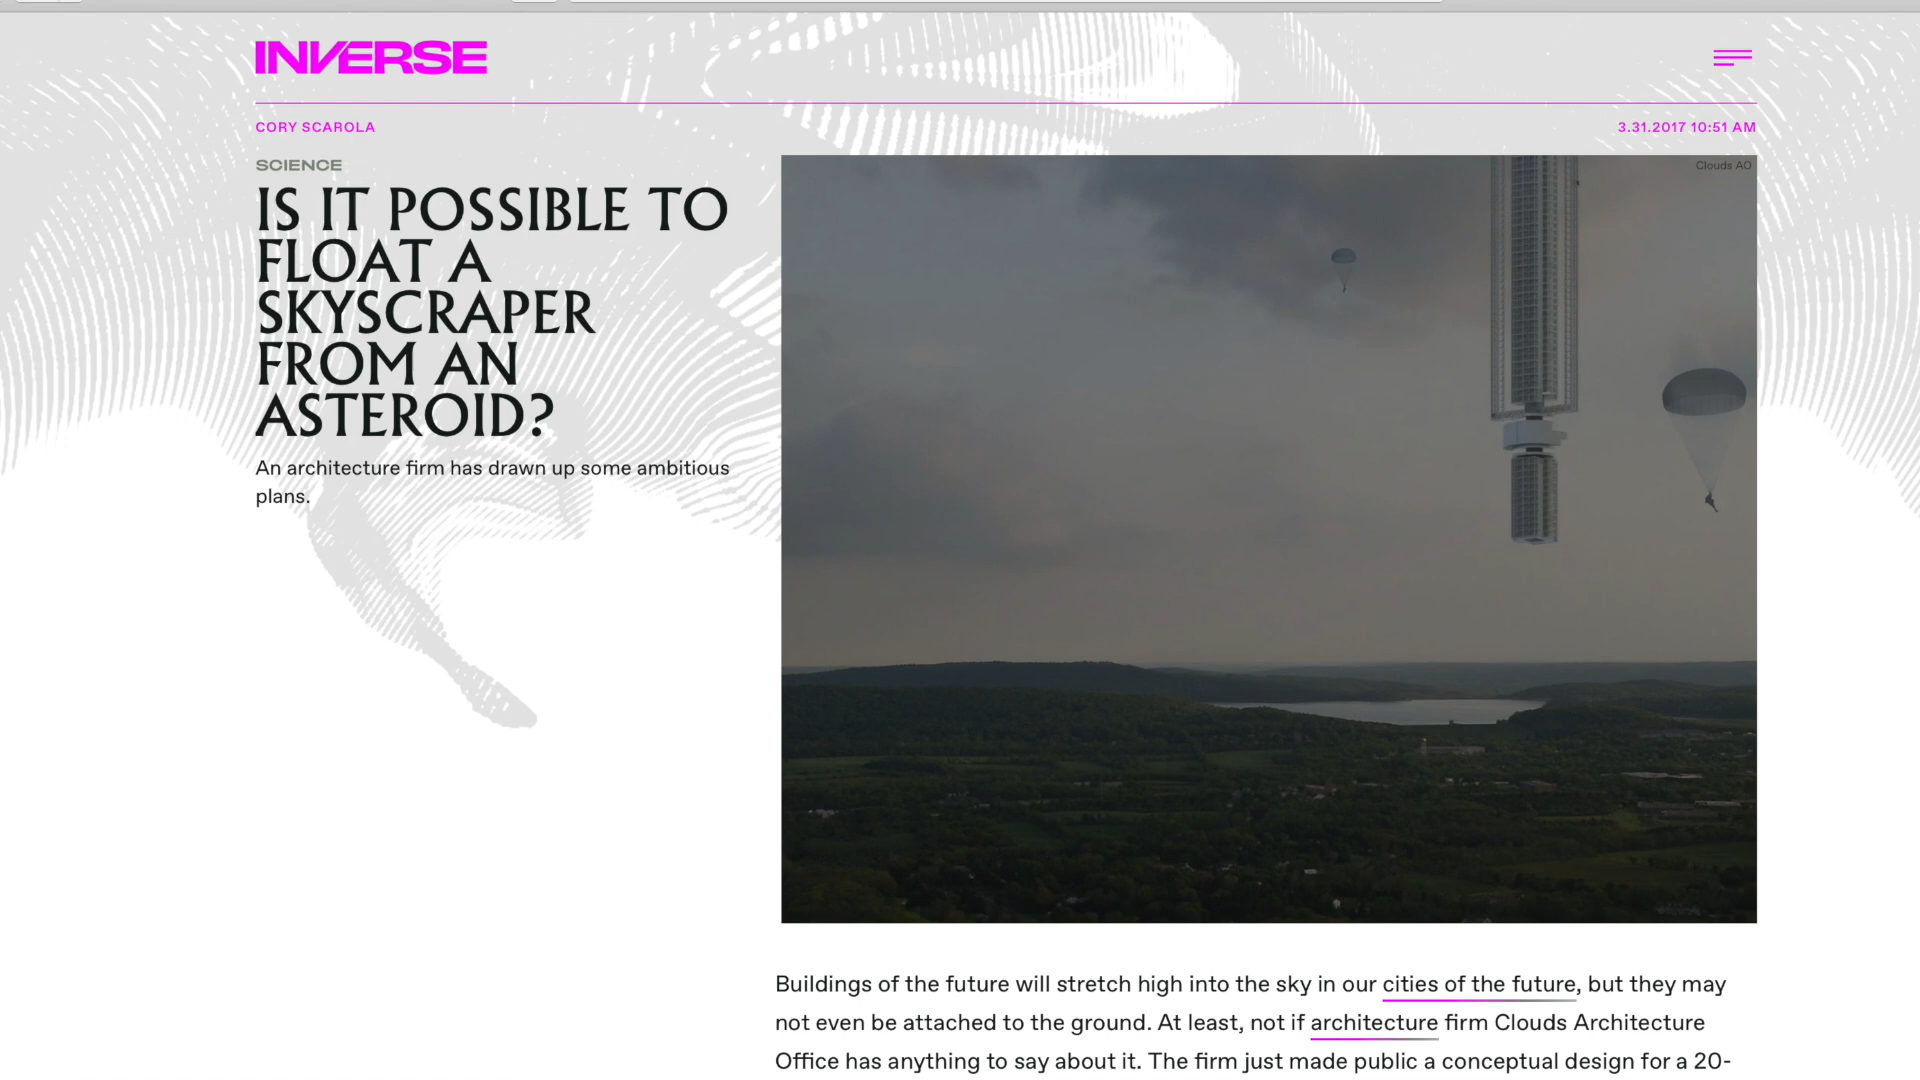 INVERSE
CORY SCAROLA
3.31.2017 10:51 AM
SCIENCE
IS IT POSSIBLE TO
FLOAT A
SKYSCRAPER
FROM AN
ASTEROID?
An architecture firm has drawn up some ambitious
plans.
Clouds AO
Buildings of the future will stretch high into the sky in our cities of the future, but they may
not even be attached to the ground. At least, not if architecture firm Clouds Architecture
Office has anything to say about it. The firm just made public a conceptual design for a 20-